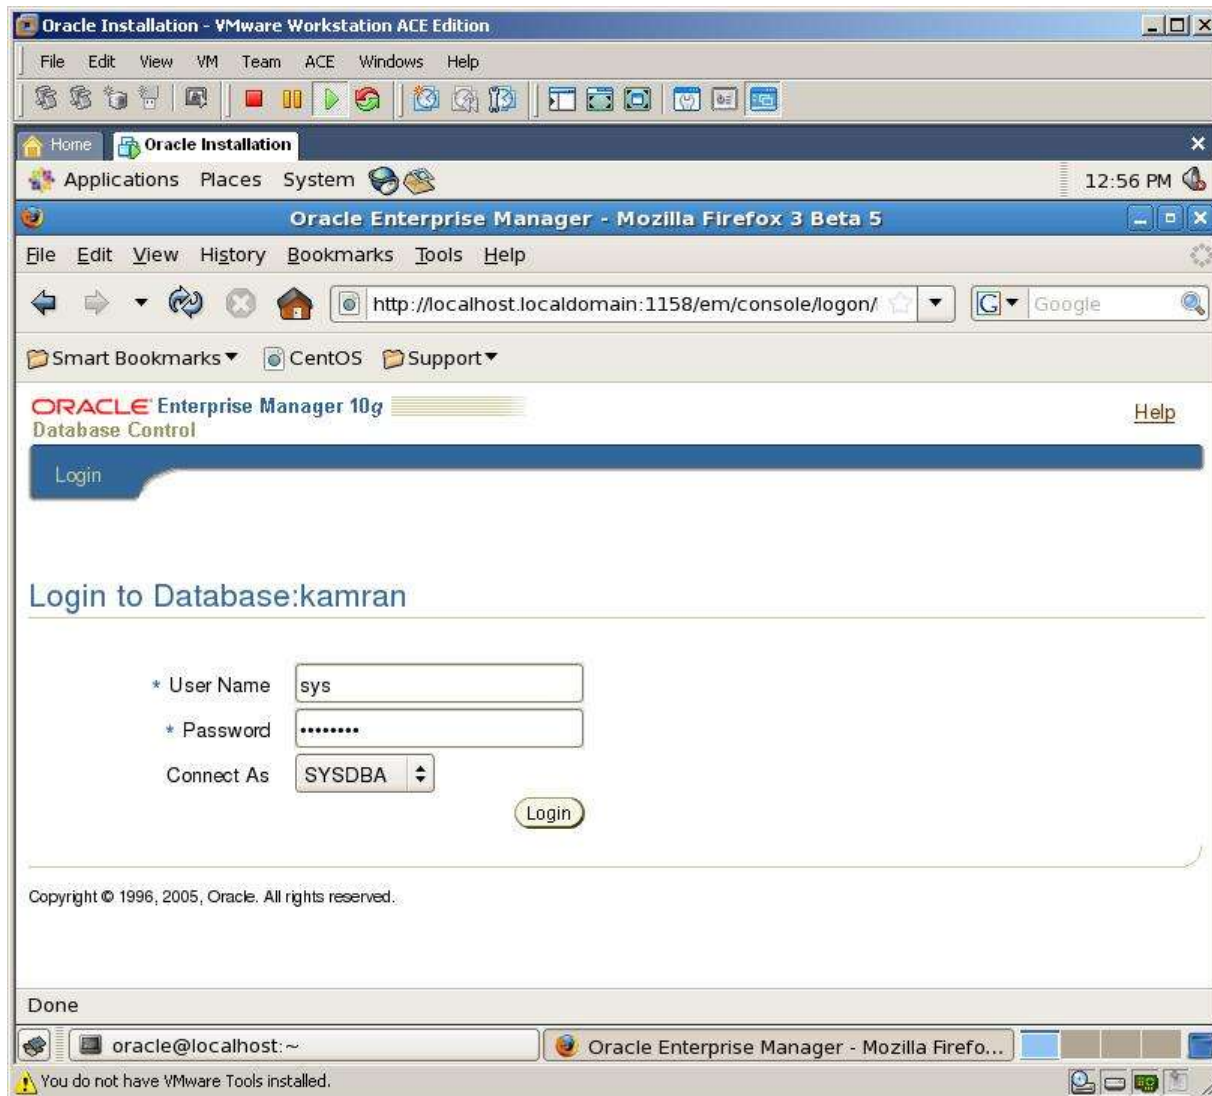 Oracle Installation - VMware Workstation ACE Edition
File Edit View VM Team ACE Windows Help
Home Oracle Installation
Applications Places System 12:56 PM
Oracle Enterprise Manager - Mozilla Firefox 3 Beta 5
File Edit View History Bookmarks Tools Help
http://localhost.localdomain:1158/em/console/logon/ G Google
Smart Bookmarks CentOS Support
ORACLE Enterprise Manager 10g
Database Control
Help
Login
Login to Database:kamran
* User Name sys
* Password ••••••••
Connect As SYSDBA
Login
Copyright © 1996, 2005, Oracle. All rights reserved.
Done
oracle@localhost:~ Oracle Enterprise Manager - Mozilla Firefo...
You do not have VMware Tools installed.